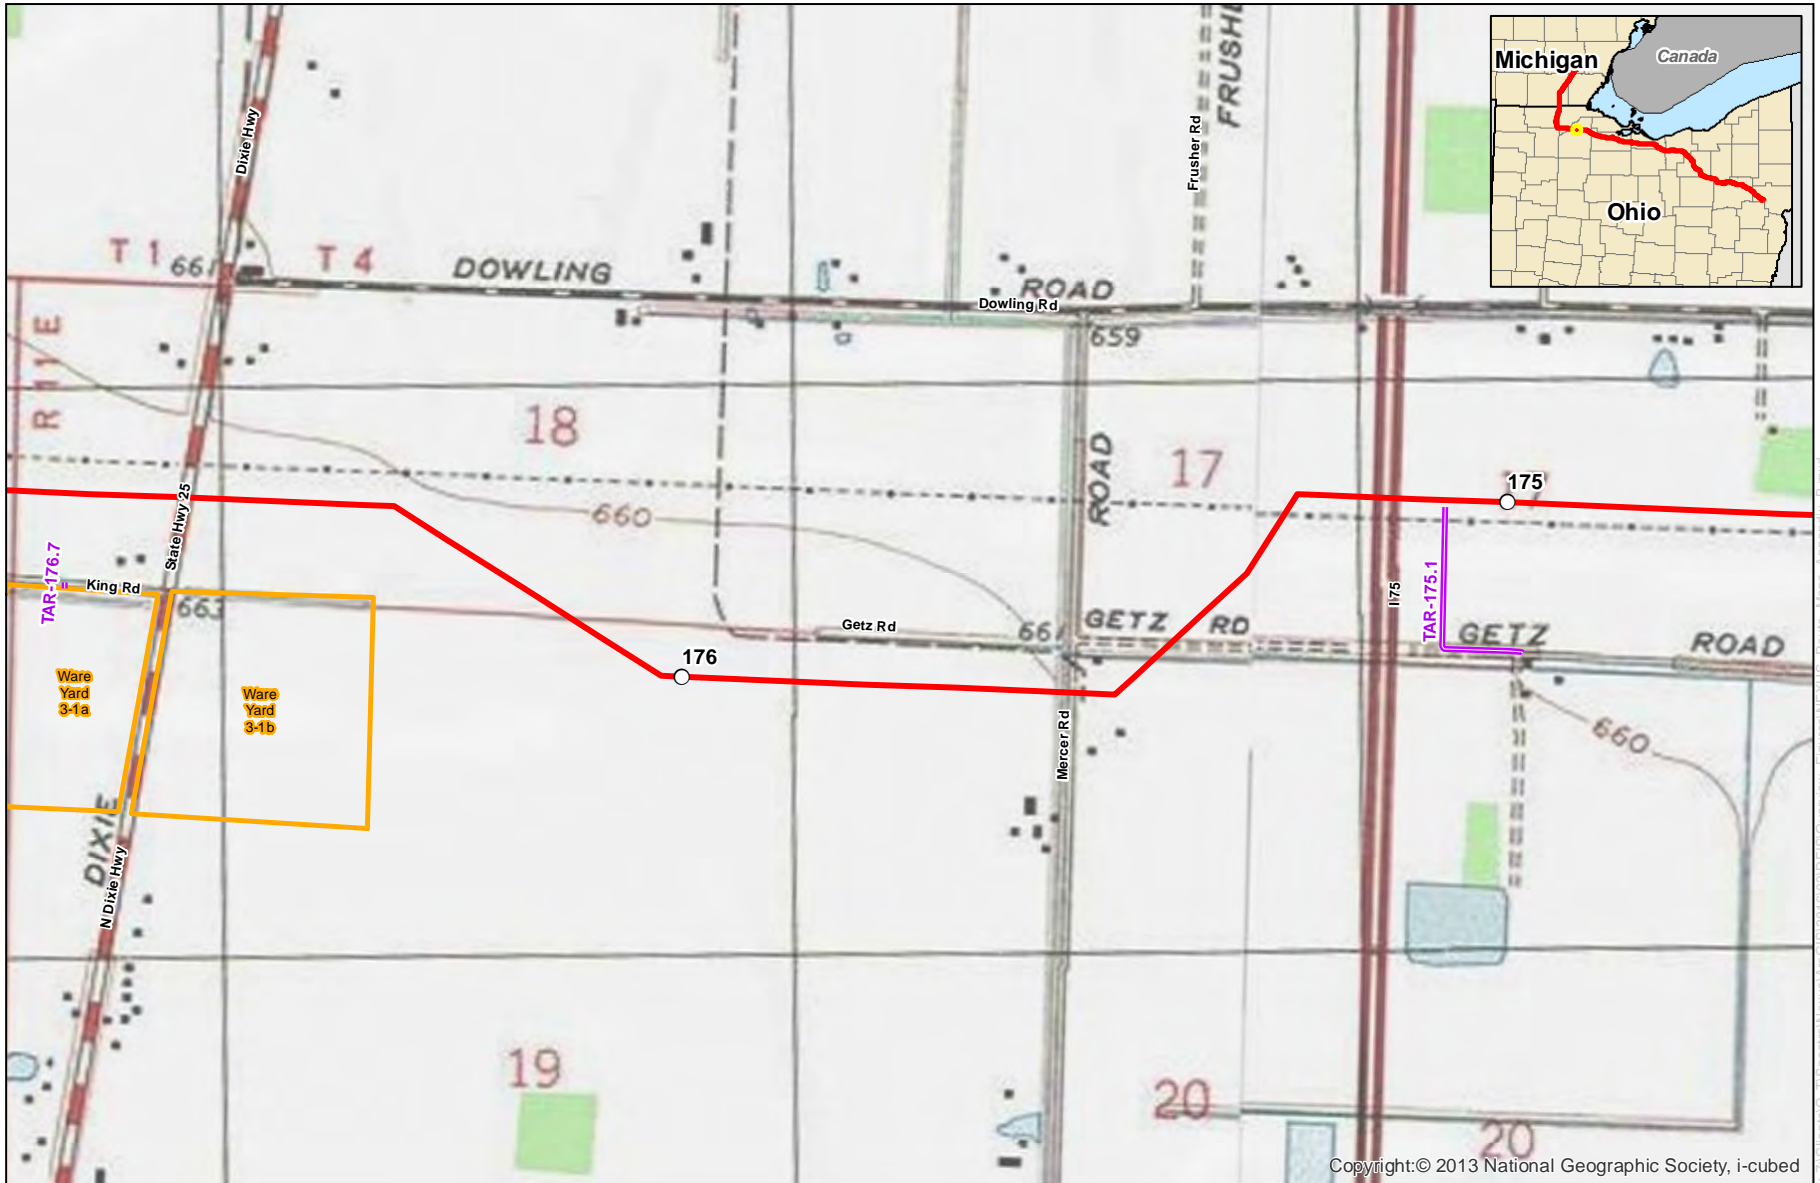 Michigan
Canada
Ohio
FRUSH
Frusher Rd
Dixie Hwy
T 1
661
T 4
DOWLING
ROAD
Dowling Rd
659
R 11 E
18
ROAD
17
17
175
State Hwy 25
660
TAR-176.7
King Rd
663
I 75
TAR-175.1
Getz Rd
661
GETZ RD
GETZ ROAD
176
Ware
Yard
3-1a
Ware
Yard
3-1b
Mercer Rd
660
DIXIE
N Dixie Hwy
19
20
20
Copyright:© 2013 National Geographic Society, i-cubed